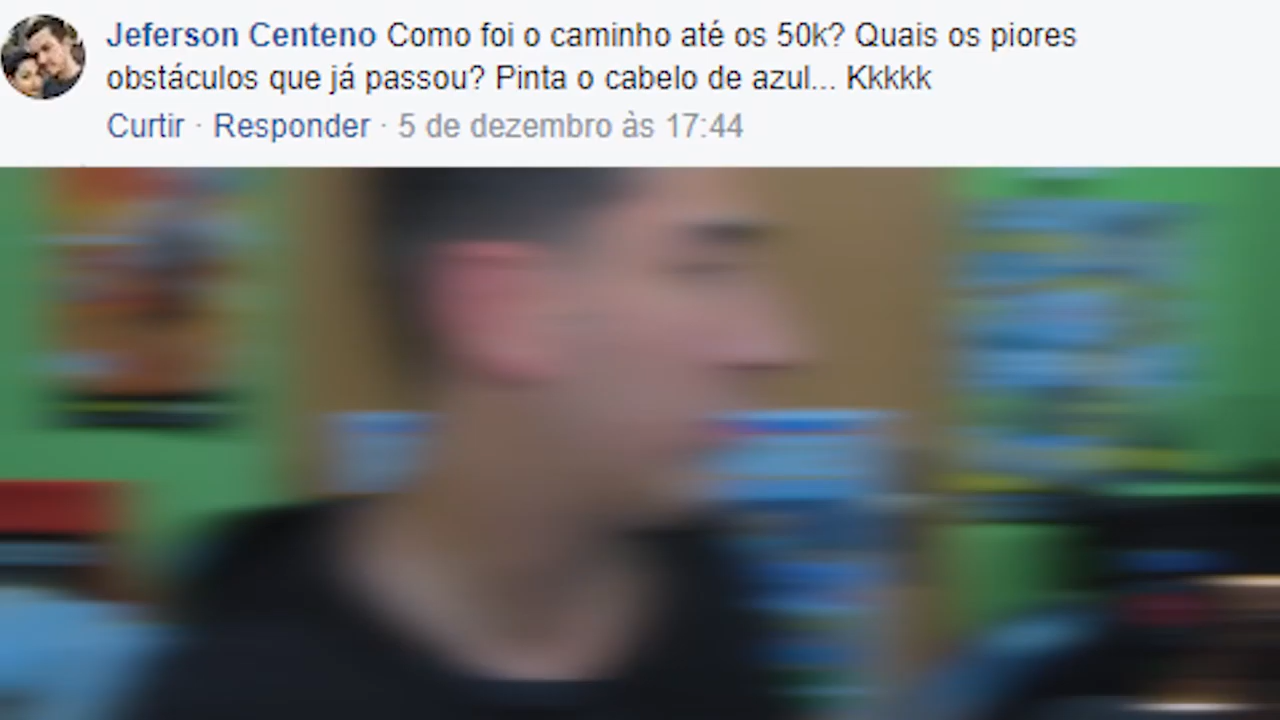 Jeferson Centeno Como foi o caminho até os 50k? Quais os piores
obstáculos que já passou? Pinta o cabelo de azul... Kkkkk
Curtir · Responder · 5 de dezembro às 17:44